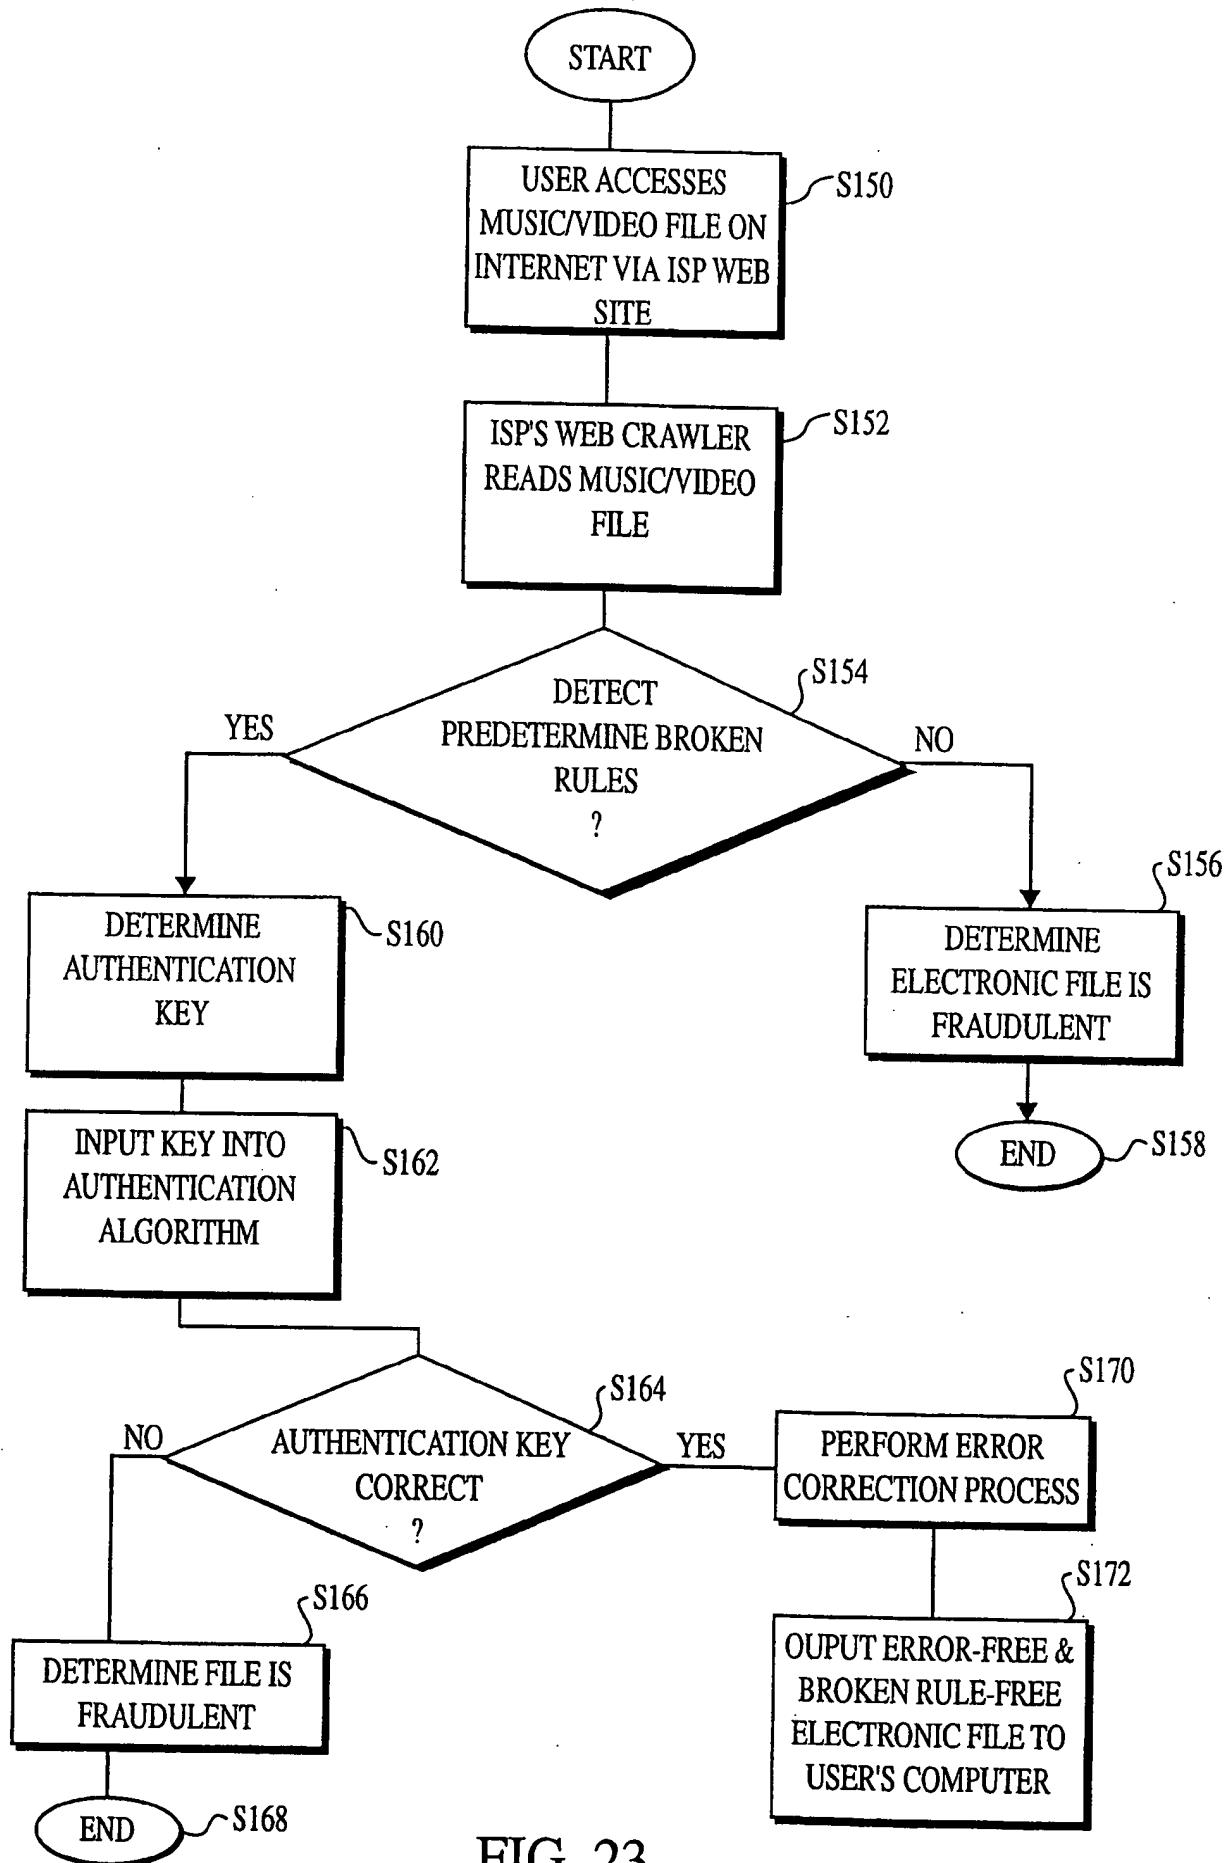 START
USER ACCESSES
MUSIC/VIDEO FILE ON
INTERNET VIA ISP WEB
SITE
S150
ISP'S WEB CRAWLER
READS MUSIC/VIDEO
FILE
S152
DETECT
PREDETERMINE BROKEN
RULES
?
S154
YES
NO
DETERMINE
AUTHENTICATION
KEY
S160
DETERMINE
ELECTRONIC FILE IS
FRAUDULENT
S156
INPUT KEY INTO
AUTHENTICATION
ALGORITHM
S162
END
S158
AUTHENTICATION KEY
CORRECT
?
S164
NO
YES
PERFORM ERROR
CORRECTION PROCESS
S170
DETERMINE FILE IS
FRAUDULENT
S166
OUPUT ERROR-FREE &
BROKEN RULE-FREE
ELECTRONIC FILE TO
USER'S COMPUTER
S172
END
S168
FIG. 23